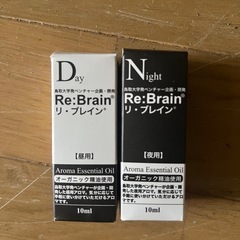 Day
鳥取大学発ベンチャー企画・開発
Re:Brain®
リ・ブレイン®
【昼用】
Aroma Essential Oil
オーガニック精油使用
10ml
Night
鳥取大学発ベンチャー企画・開発
Re:Brain®
リ・ブレイン®
【夜用】
Aroma Essential Oil
オーガニック精油使用
10ml